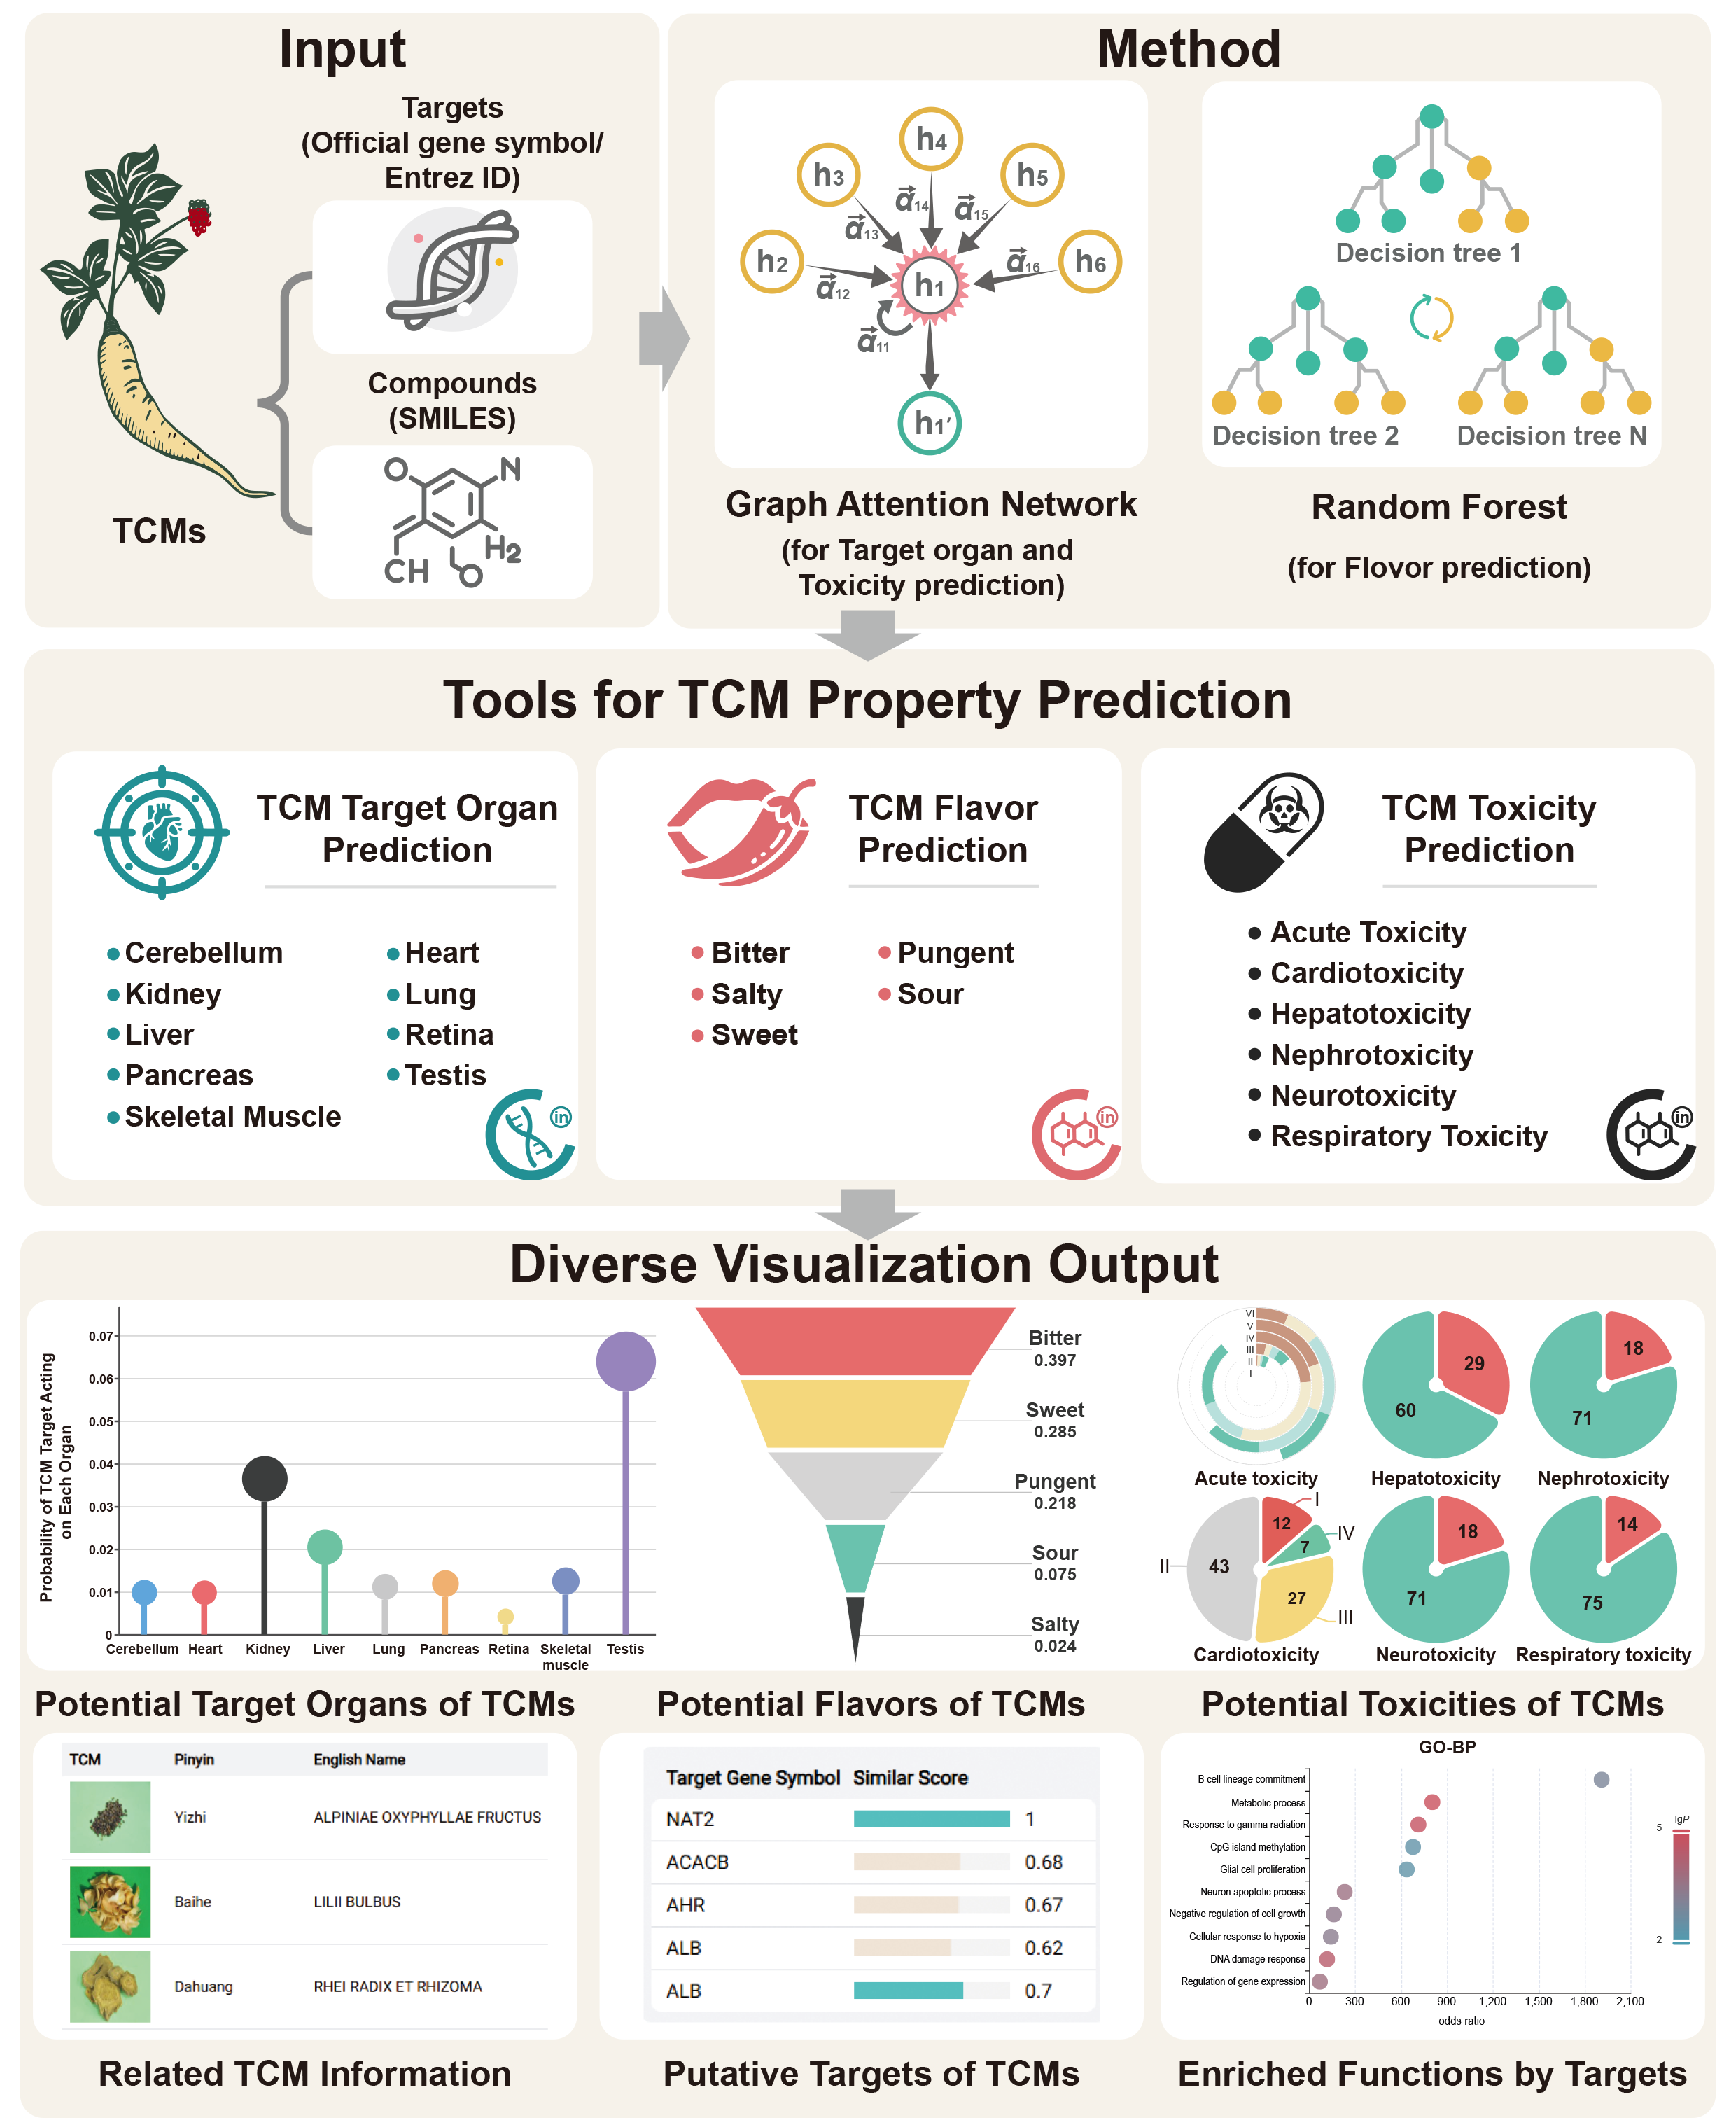 Input
Targets
(Official gene symbol/
Entrez ID)
Compounds
(SMILES)
O
N
H2
CH
O
TCMs
Method
h4
h3
h5
h2
h6
h1
α⃗14
α⃗13
α⃗15
α⃗12
α⃗16
α⃗11
h1′
Graph Attention Network
(for Target organ and
Toxicity prediction)
Decision tree 1
Decision tree 2
Decision tree N
Random Forest
(for Flovor prediction)
Tools for TCM Property Prediction
TCM Target Organ
Prediction
Cerebellum
Kidney
Liver
Pancreas
Skeletal Muscle
Heart
Lung
Retina
Testis
in
TCM Flavor
Prediction
Bitter
Salty
Sweet
Pungent
Sour
in
TCM Toxicity
Prediction
Acute Toxicity
Cardiotoxicity
Hepatotoxicity
Nephrotoxicity
Neurotoxicity
Respiratory Toxicity
in
Diverse Visualization Output
Probability of TCM Target Acting
on Each Organ
0.07
0.06
0.05
0.04
0.03
0.02
0.01
0
Cerebellum
Heart
Kidney
Liver
Lung
Pancreas
Retina
Skeletal
muscle
Testis
Potential Target Organs of TCMs
Bitter
0.397
Sweet
0.285
Pungent
0.218
Sour
0.075
Salty
0.024
Potential Flavors of TCMs
VI
V
IV
III
II
I
Acute toxicity
29
60
Hepatotoxicity
18
71
Nephrotoxicity
I
12
IV
7
II
43
27
III
Cardiotoxicity
18
71
Neurotoxicity
14
75
Respiratory toxicity
Potential Toxicities of TCMs
TCM Pinyin English Name
Yizhi ALPINIAE OXYPHYLLAE FRUCTUS
Baihe LILII BULBUS
Dahuang RHEI RADIX ET RHIZOMA
Related TCM Information
Target Gene Symbol Similar Score
NAT2 1
ACACB 0.68
AHR 0.67
ALB 0.62
ALB 0.7
Putative Targets of TCMs
GO-BP
B cell lineage commitment
Metabolic process
Response to gamma radiation
CpG island methylation
Glial cell proliferation
Neuron apoptotic process
Negative regulation of cell growth
Cellular response to hypoxia
DNA damage response
Regulation of gene expression
0 300 600 900 1,200 1,500 1,800 2,100
odds ratio
-lgP
5
2
Enriched Functions by Targets